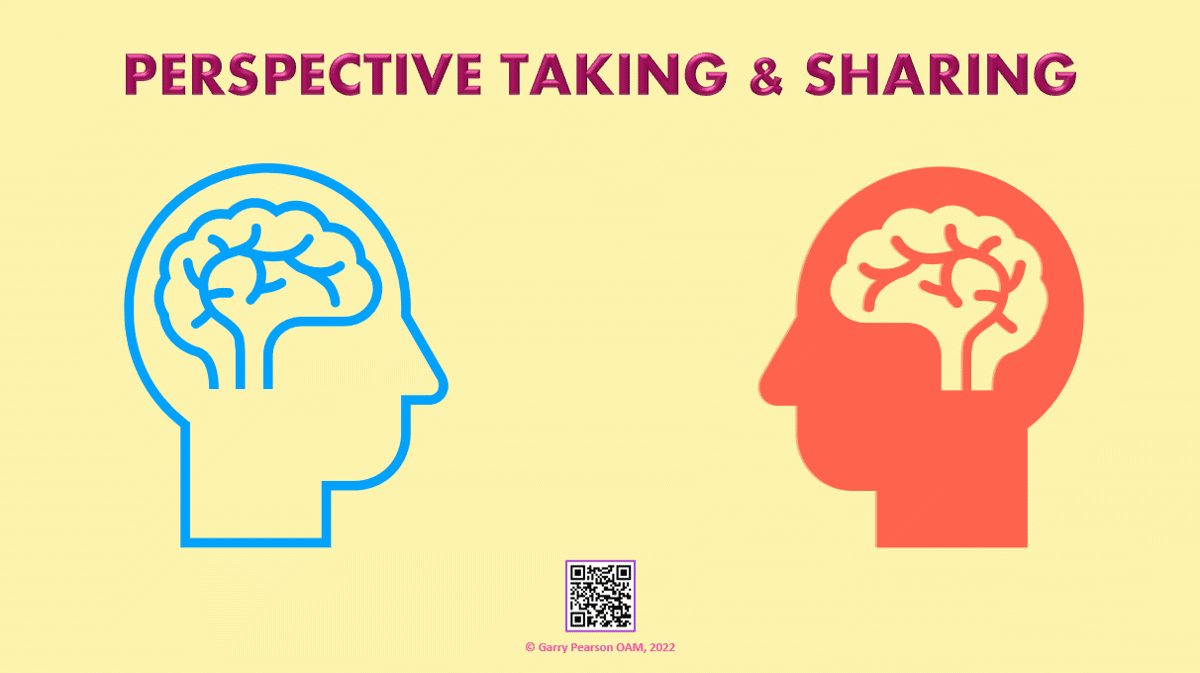 PERSPECTIVE TAKING & SHARING
© Garry Pearson OAM, 2022